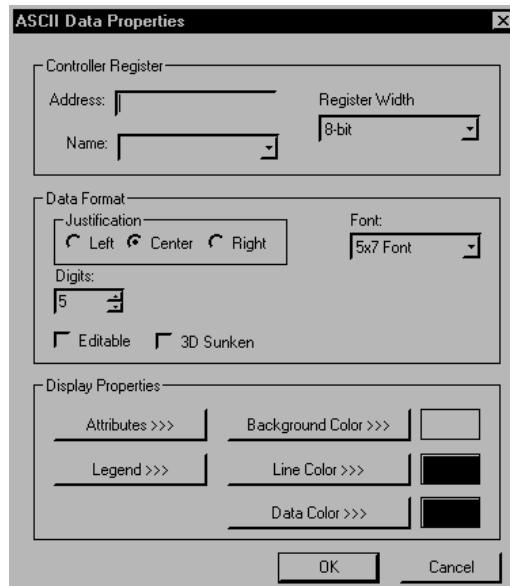 ASCII Data Properties
Controller Register
Address:
Register Width
8-bit
Name:
Data Format
Justification
Left Center Right
Font:
5x7 Font
Digits:
5
Editable 3D Sunken
Display Properties
Attributes >>> Background Color >>>
Legend >>> Line Color >>>
Data Color >>>
OK Cancel